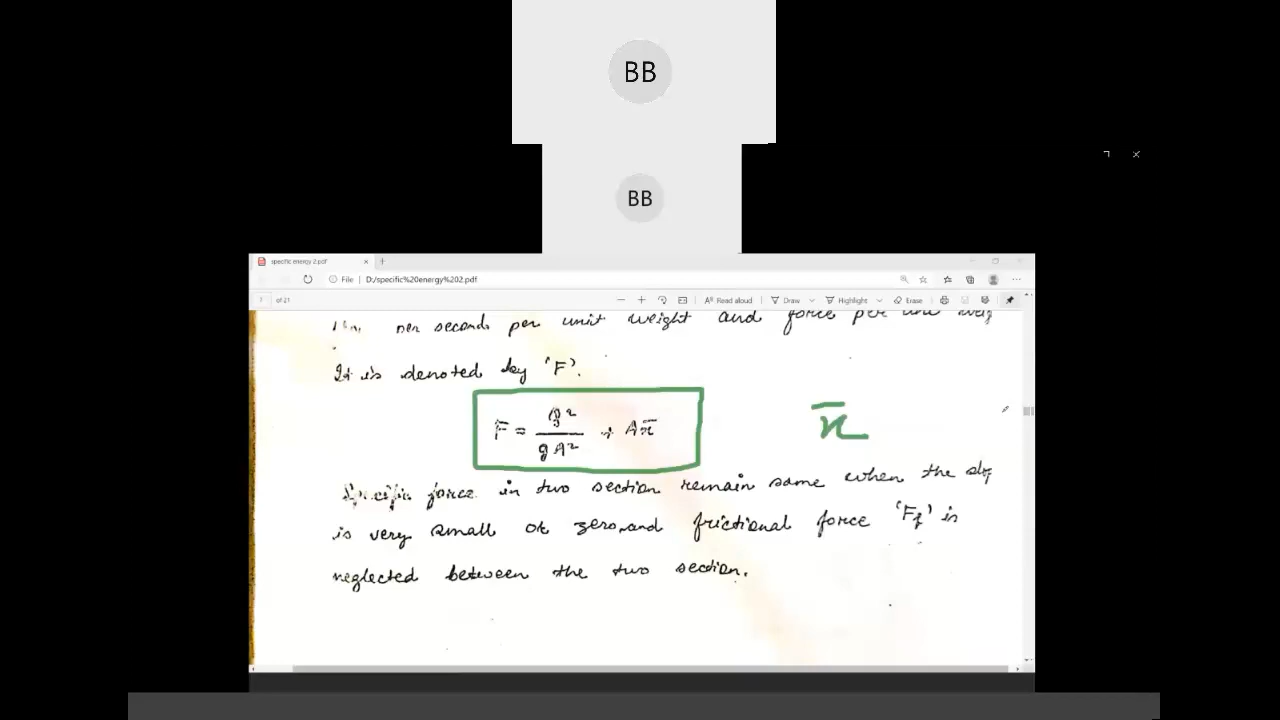 BB
BB
specific energy 2.pdf
File D:/specific%20energy%202.pdf
of 21 Read aloud Draw Highlight Erase
per second per unit weight and force per
It is denoted by 'F'.
F = Q²/gA² + Ax̄
x̄
Specific force in two section remain same when the
is very small or zero, and frictional force 'Ff' is
neglected between the two section.